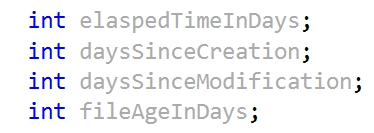 int elaspedTimeInDays;
int daysSinceCreation;
int daysSinceModification;
int fileAgeInDays;